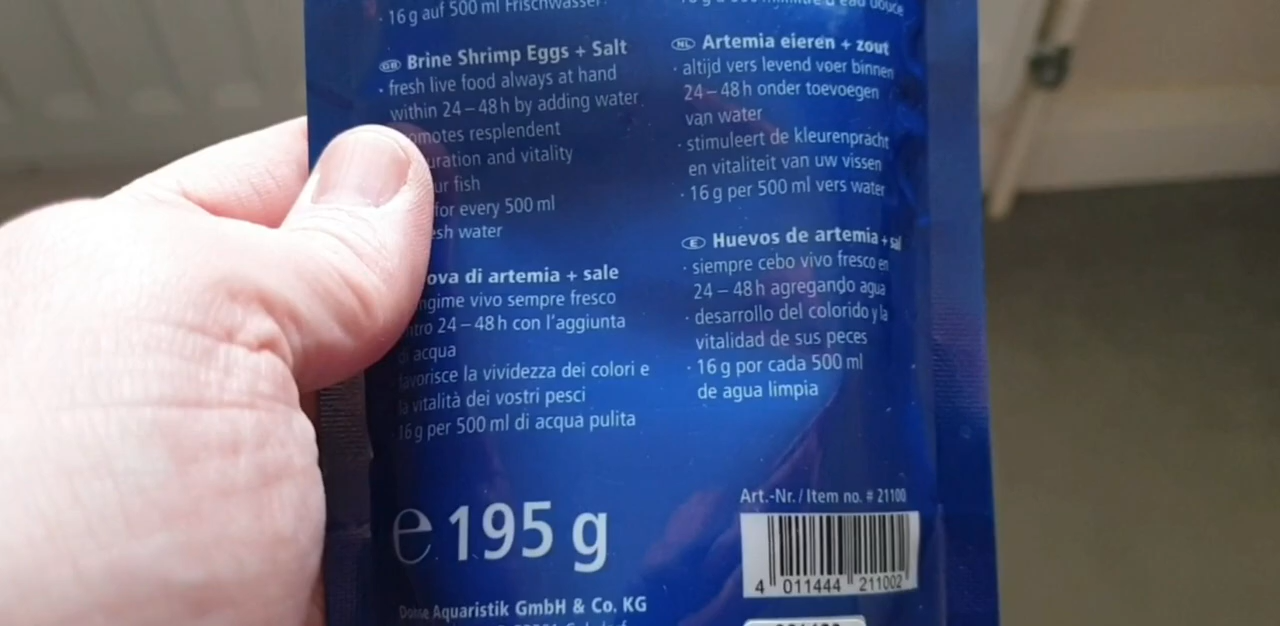 · 16 g auf 500 ml Frischwasser.
GB Brine Shrimp Eggs + Salt
· fresh live food always at hand
within 24 – 48 h by adding water
omotes resplendent
uration and vitality
ur fish
for every 500 ml
sh water
ova di artemia + sale
ngime vivo sempre fresco
ntro 24 – 48 h con l'aggiunta
di acqua
favorisce la vividezza dei colori e
la vitalità dei vostri pesci
16 g per 500 ml di acqua pulita
e 195 g
Aquaristik GmbH & Co. KG
d'eau douce
NL Artemia eieren + zout
· altijd vers levend voer binnen
24 – 48 h onder toevoegen
van water
· stimuleert de kleurenpracht
en vitaliteit van uw vissen
· 16 g per 500 ml vers water
E Huevos de artemia + sal
· siempre cebo vivo fresco en
24 – 48 h agregando agua
· desarrollo del colorido y la
vitalidad de sus peces
· 16 g por cada 500 ml
de agua limpia
Art.-Nr. / Item no. # 21100
4 011444 211002